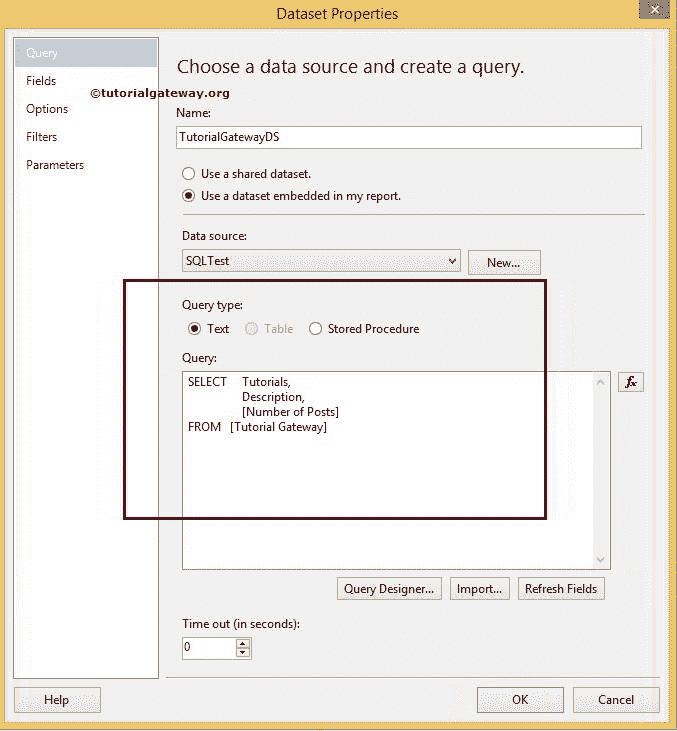 Dataset Properties
Query
Fields
Options
Filters
Parameters
©tutorialgateway.org
Choose a data source and create a query.
Name:
TutorialGatewayDS
Use a shared dataset.
Use a dataset embedded in my report.
Data source:
SQLTest
New...
Query type:
Text Table Stored Procedure
Query:
SELECT Tutorials,
Description,
[Number of Posts]
FROM [Tutorial Gateway]
fx
Query Designer... Import... Refresh Fields
Time out (in seconds):
0
Help OK Cancel